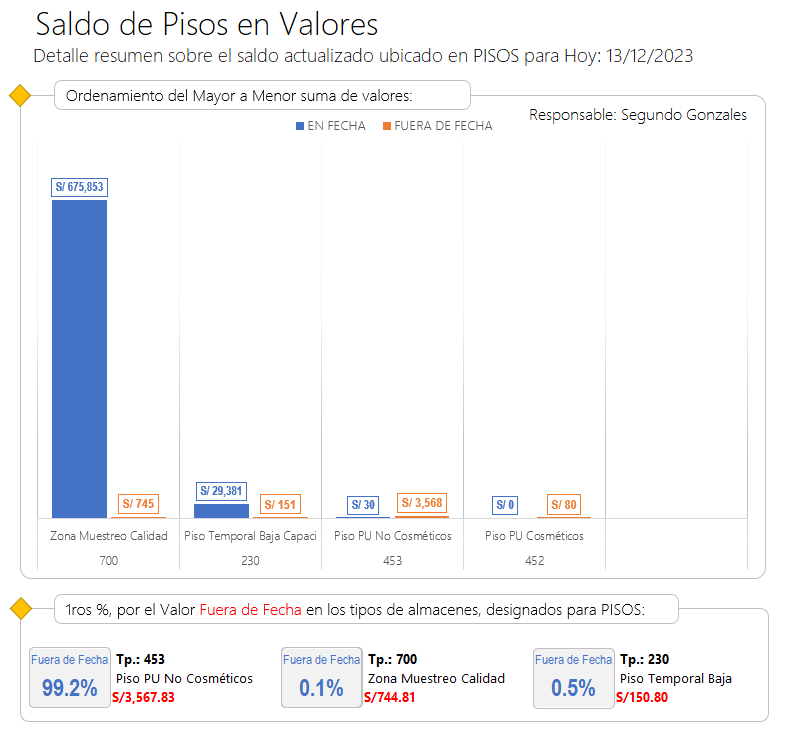 Saldo de Pisos en Valores
Detalle resumen sobre el saldo actualizado ubicado en PISOS para Hoy: 13/12/2023
Ordenamiento del Mayor a Menor suma de valores:
Responsable: Segundo Gonzales
EN FECHA FUERA DE FECHA
S/ 675,853
S/ 745
S/ 29,381
S/ 151
S/ 30
S/ 3,568
S/ 0
S/ 80
Zona Muestreo Calidad Piso Temporal Baja Capaci Piso PU No Cosméticos Piso PU Cosméticos
700 230 453 452
1ros %, por el Valor Fuera de Fecha en los tipos de almacenes, designados para PISOS:
Fuera de Fecha
99.2%
Tp.: 453
Piso PU No Cosméticos
S/3,567.83
Fuera de Fecha
0.1%
Tp.: 700
Zona Muestreo Calidad
S/744.81
Fuera de Fecha
0.5%
Tp.: 230
Piso Temporal Baja
S/150.80